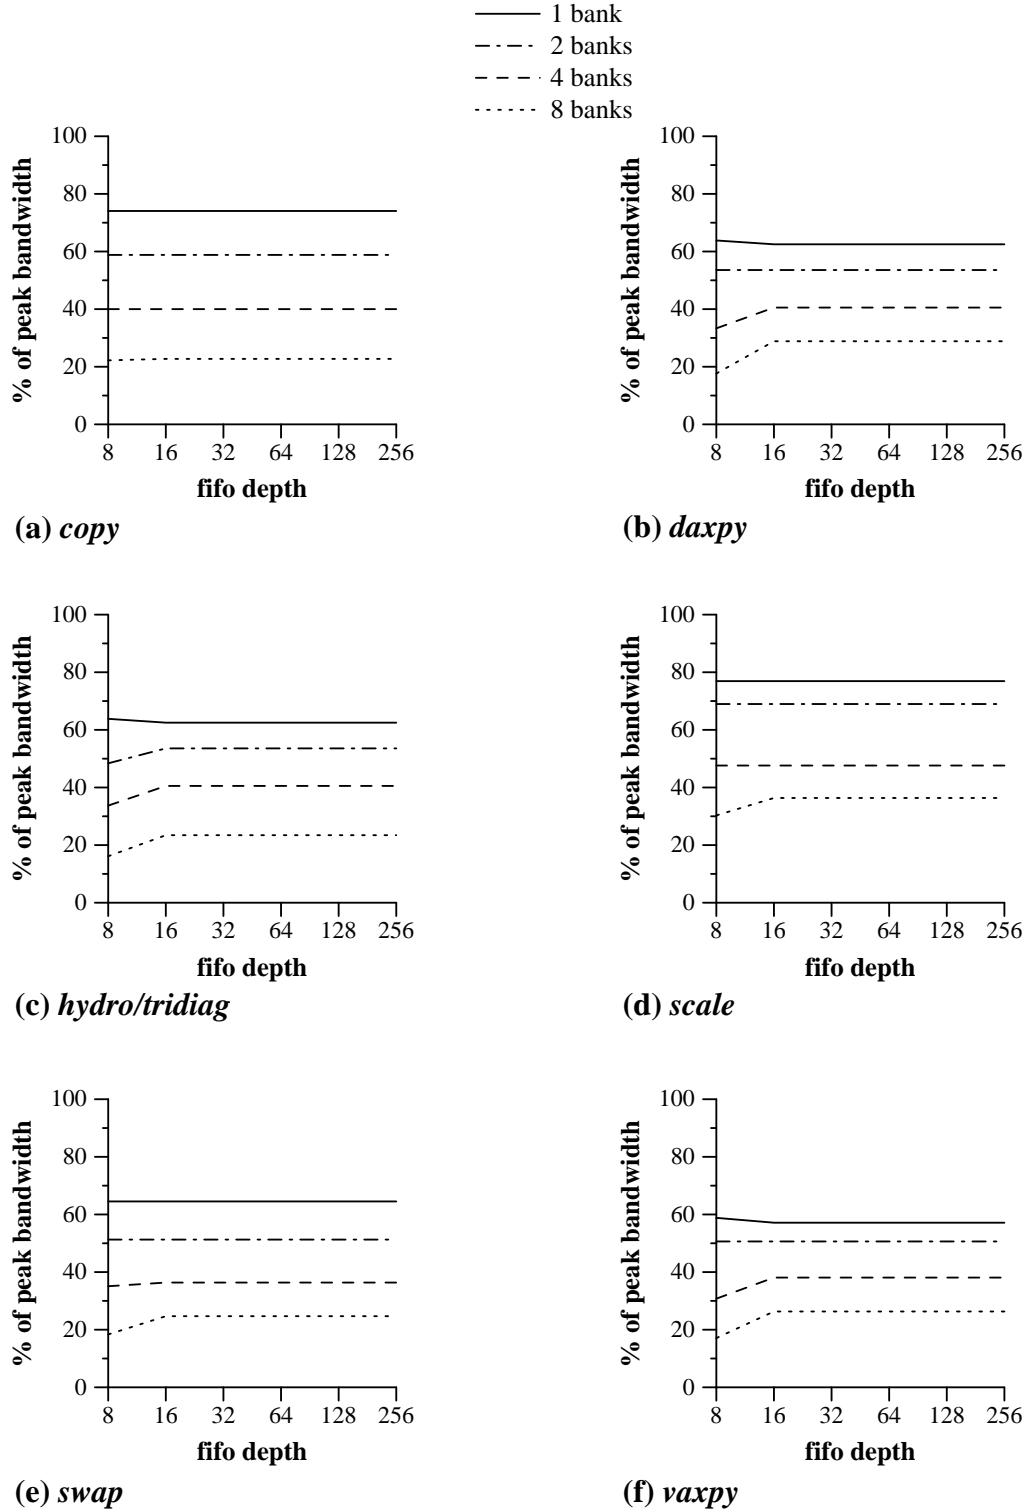 1 bank
2 banks
4 banks
8 banks
100
80
60
40
20
0
% of peak bandwidth
8 16 32 64 128 256
fifo depth
(a) copy
100
80
60
40
20
0
% of peak bandwidth
8 16 32 64 128 256
fifo depth
(b) daxpy
100
80
60
40
20
0
% of peak bandwidth
8 16 32 64 128 256
fifo depth
(c) hydro/tridiag
100
80
60
40
20
0
% of peak bandwidth
8 16 32 64 128 256
fifo depth
(d) scale
100
80
60
40
20
0
% of peak bandwidth
8 16 32 64 128 256
fifo depth
(e) swap
100
80
60
40
20
0
% of peak bandwidth
8 16 32 64 128 256
fifo depth
(f) vaxpy